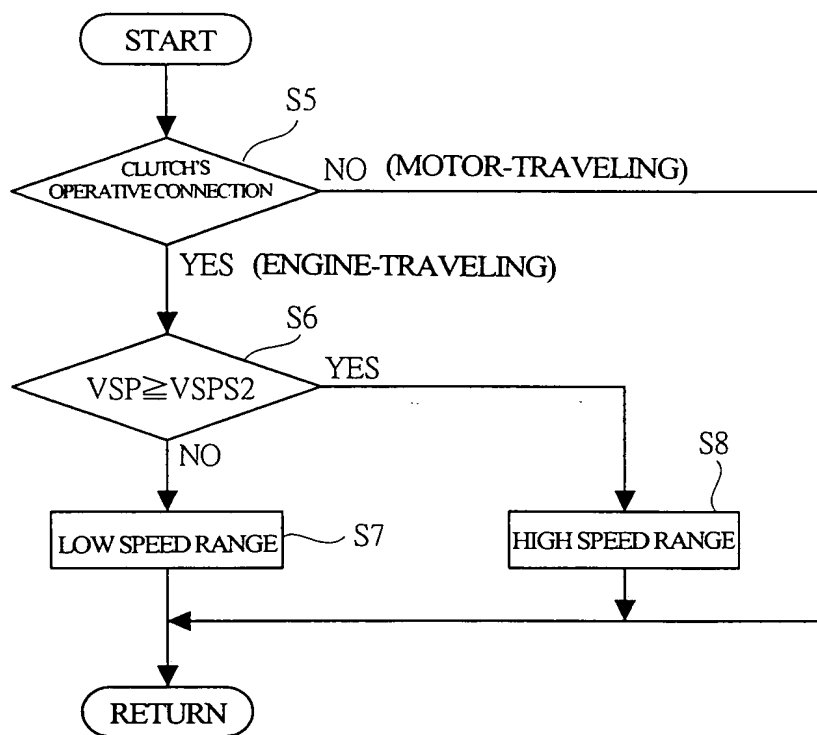 START
S5
CLUTCH'S
OPERATIVE CONNECTION
NO (MOTOR-TRAVELING)
YES (ENGINE-TRAVELING)
S6
VSP≧VSPS2
YES
NO
S8
LOW SPEED RANGE
S7
HIGH SPEED RANGE
RETURN